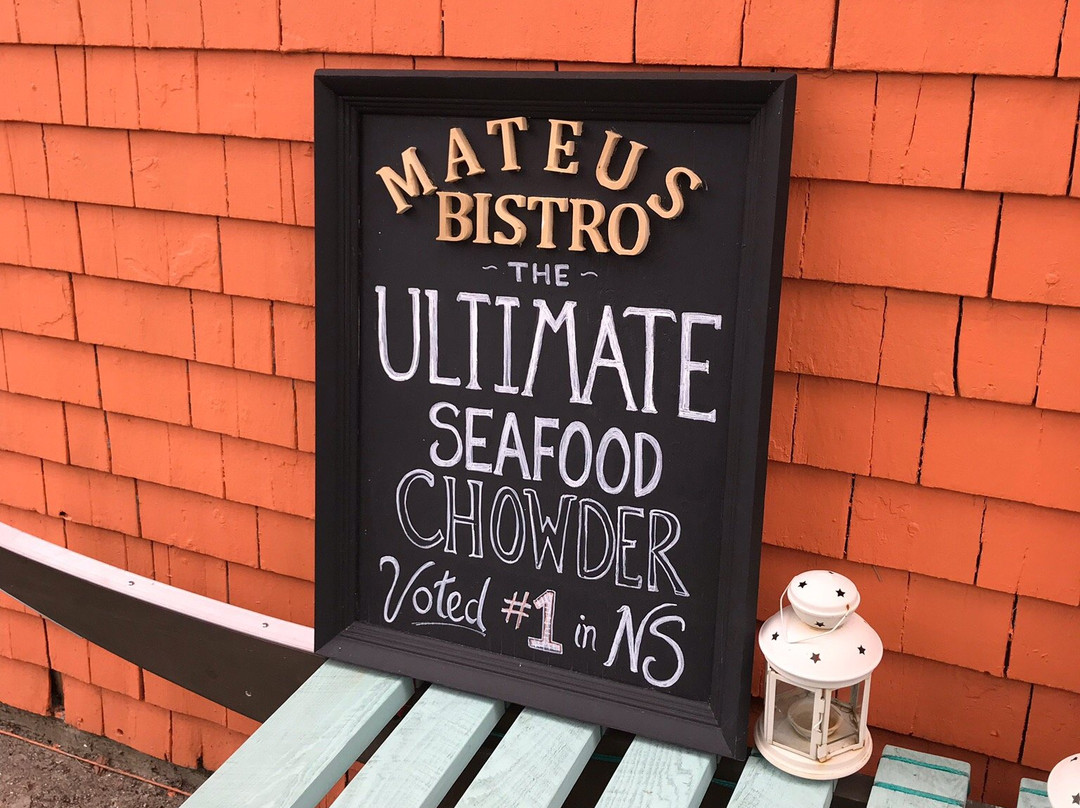 MATEUS
BISTRO
~ THE ~
ULTIMATE
SEAFOOD
CHOWDER
Voted #1 in NS